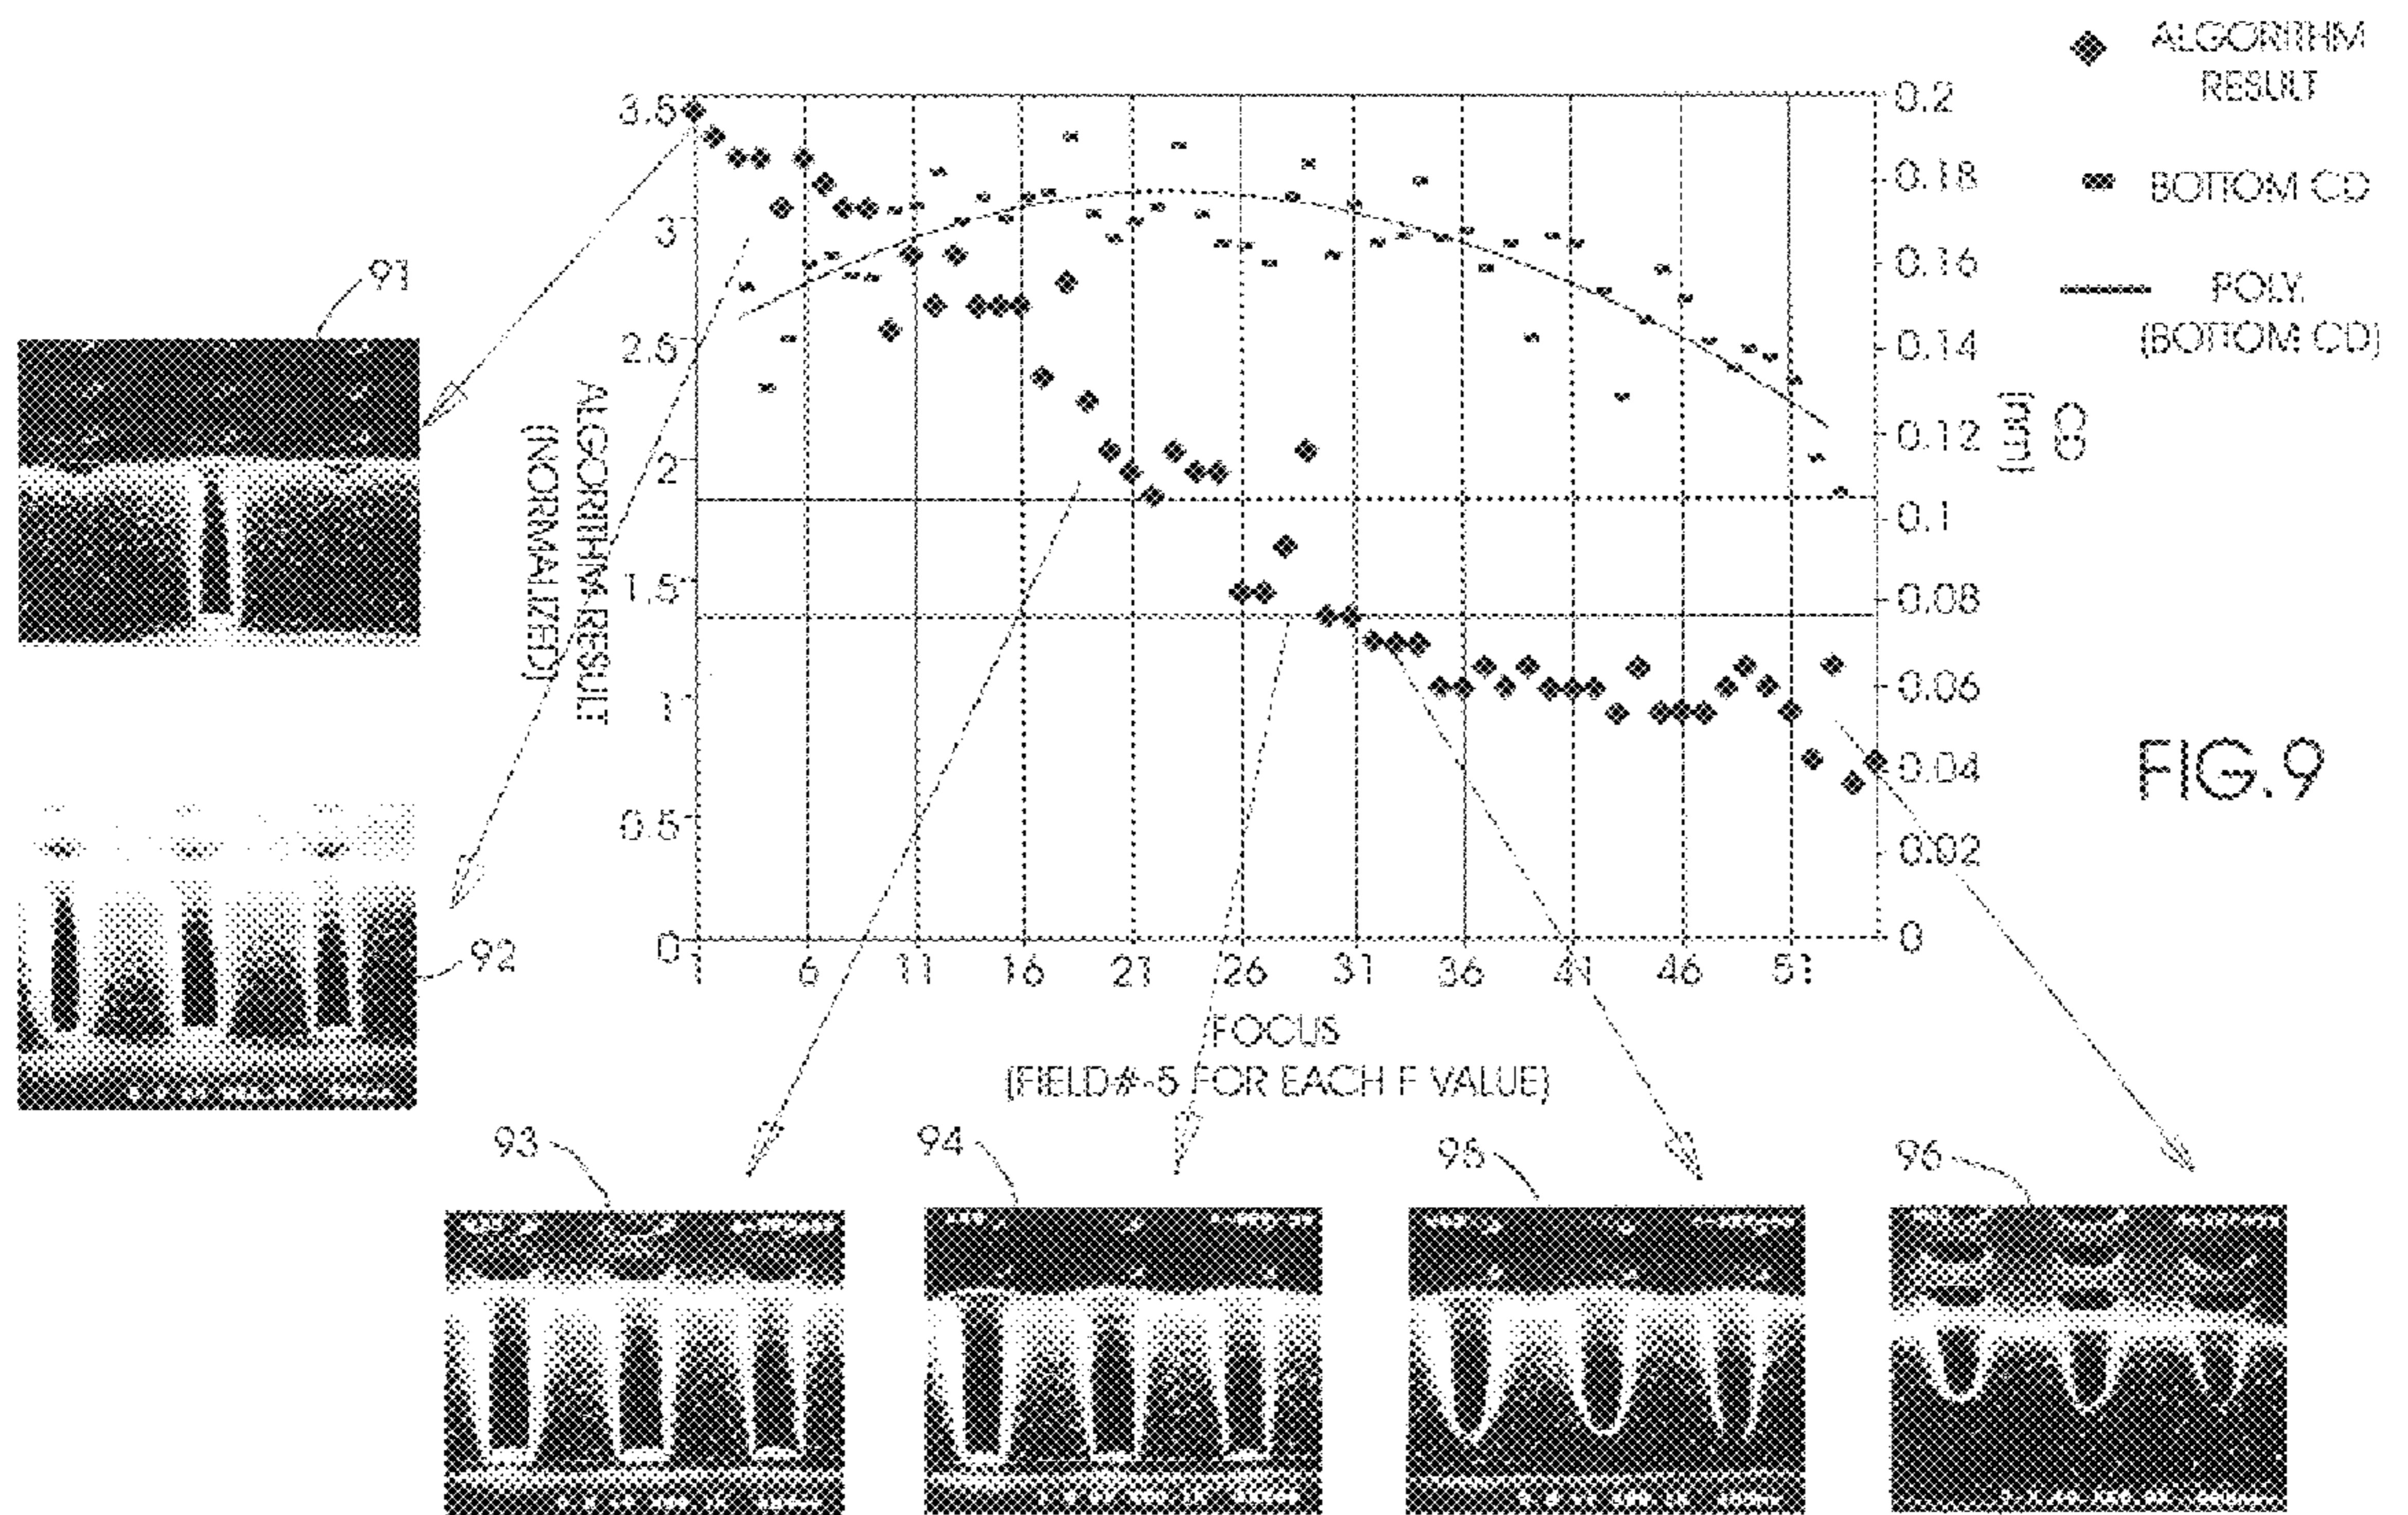 ALGORITHM
RESULT
BOTTOM CD
POLY.
(BOTTOM CD)
3.5
3
2.5
2
1.5
1
0.5
0
ALGORITHM RESULT
(NORMALIZED)
0.2
0.18
0.16
0.14
0.12
0.1
0.08
0.06
0.04
0.02
0
CD
1 6 11 16 21 26 31 36 41 46 51
FOCUS
(FIELD#-5 FOR EACH F VALUE)
91
92
93
94
95
96
FIG.9